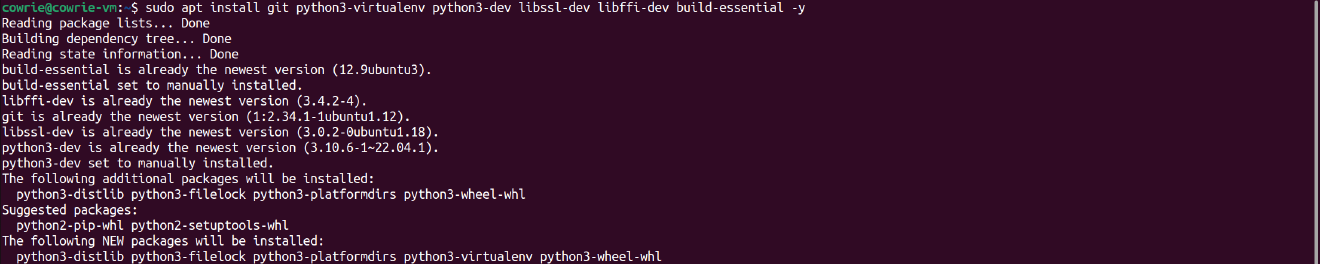 cowrie@cowrie-vm:~$ sudo apt install git python3-virtualenv python3-dev libssl-dev libffi-dev build-essential -y
Reading package lists... Done
Building dependency tree... Done
Reading state information... Done
build-essential is already the newest version (12.9ubuntu3).
build-essential set to manually installed.
libffi-dev is already the newest version (3.4.2-4).
git is already the newest version (1:2.34.1-1ubuntu1.12).
libssl-dev is already the newest version (3.0.2-0ubuntu1.18).
python3-dev is already the newest version (3.10.6-1~22.04.1).
python3-dev set to manually installed.
The following additional packages will be installed:
  python3-distlib python3-filelock python3-platformdirs python3-wheel-whl
Suggested packages:
  python2-pip-whl python2-setuptools-whl
The following NEW packages will be installed:
  python3-distlib python3-filelock python3-platformdirs python3-virtualenv python3-wheel-whl